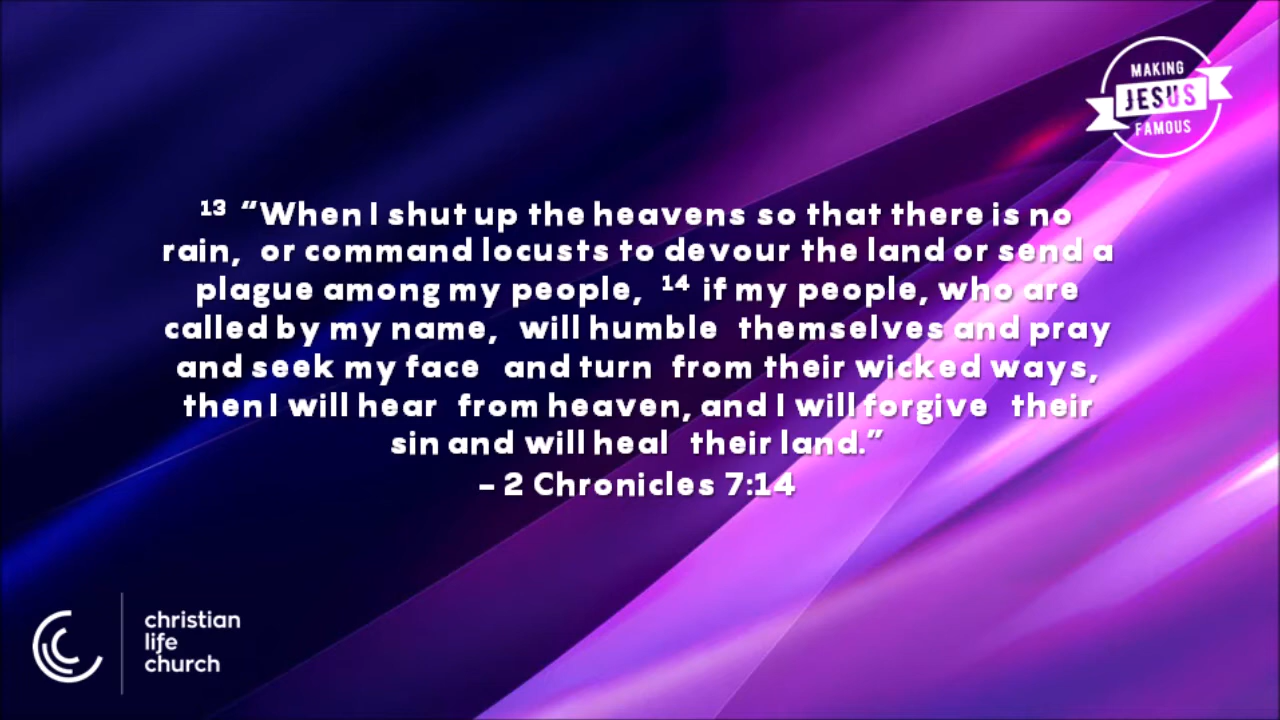 MAKING
JESUS
FAMOUS
¹³ “When I shut up the heavens so that there is no
rain, or command locusts to devour the land or send a
plague among my people, ¹⁴ if my people, who are
called by my name, will humble themselves and pray
and seek my face and turn from their wicked ways,
then I will hear from heaven, and I will forgive their
sin and will heal their land.”
– 2 Chronicles 7:14
christian
life
church